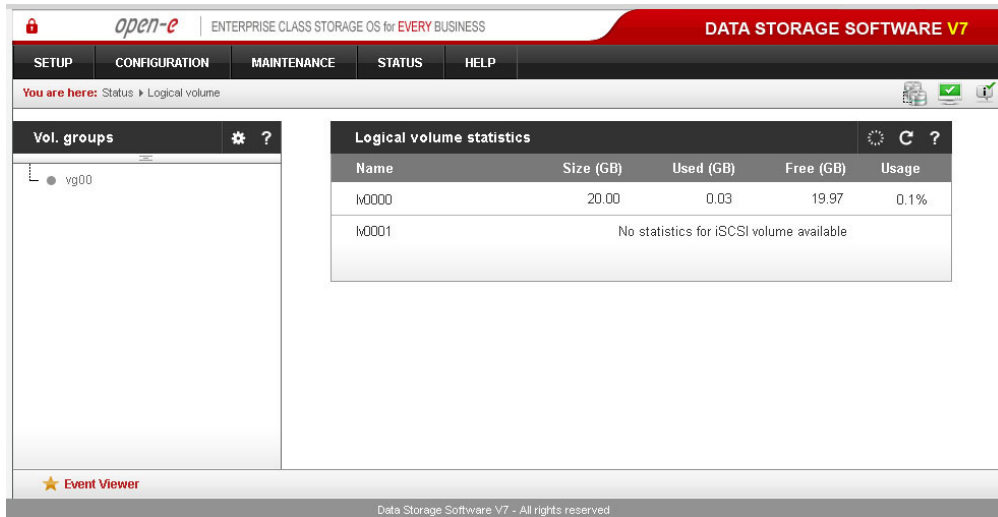 open-e ENTERPRISE CLASS STORAGE OS for EVERY BUSINESS DATA STORAGE SOFTWARE V7
SETUP CONFIGURATION MAINTENANCE STATUS HELP
You are here: Status Logical volume
Vol. groups ?
vg00
Logical volume statistics ?
Name Size (GB) Used (GB) Free (GB) Usage
lv0000 20.00 0.03 19.97 0.1%
lv0001 No statistics for iSCSI volume available
Event Viewer
Data Storage Software V7 - All rights reserved